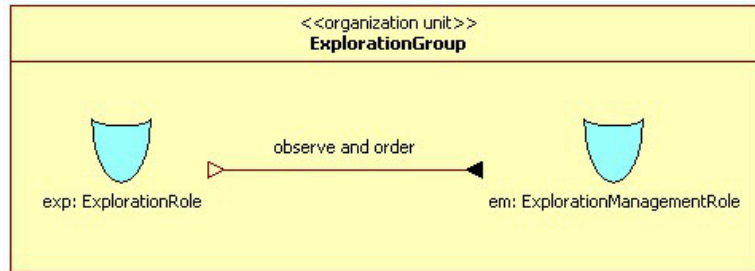 <<organization unit>>
ExplorationGroup
observe and order
exp: ExplorationRole
em: ExplorationManagementRole